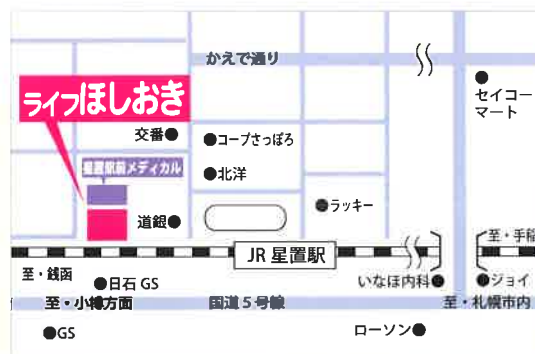 かえで通り
セイコー
マート
ライフほしおき
交番
コープさっぽろ
星置駅前メディカル
北洋
ラッキー
道銀
至・手稲
JR 星置駅
至・銭函
日石 GS
いなほ内科
ジョイ
至・小樽方面
国道５号線
至・札幌市内
GS
ローソン